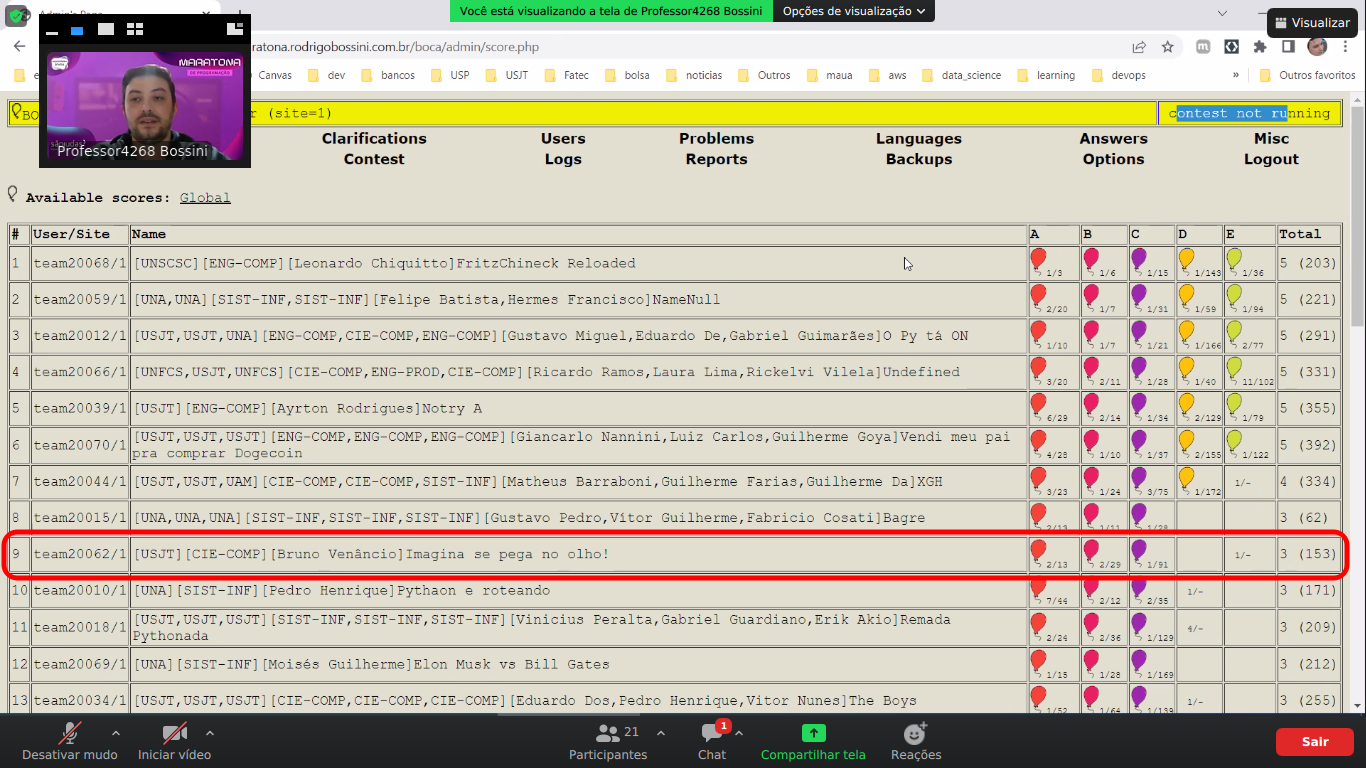 Você está visualizando a tela de Professor4268 Bossini
Opções de visualização
Visualizar
aratona.rodrigobossini.com.br/boca/admin/score.php
Canvas
dev
bancos
USP
USJT
Fatec
bolsa
noticias
Outros
maua
aws
data_science
learning
devops
»
Outros favoritos
MARATONA
DE PROGRAMAÇÃO
Professor4268 Bossini
BO
r (site=1)
contest not running
Clarifications
Users
Problems
Languages
Answers
Misc
Contest
Logs
Reports
Backups
Options
Logout
Available scores: Global
# User/Site Name A B C D E Total
1 team20068/1 [UNSCSC][ENG-COMP][Leonardo Chiquitto]FritzChineck Reloaded 1/3 1/6 1/15 1/143 1/36 5 (203)
2 team20059/1 [UNA,UNA][SIST-INF,SIST-INF][Felipe Batista,Hermes Francisco]NameNull 2/20 1/7 1/31 1/59 1/94 5 (221)
3 team20012/1 [USJT,USJT,UNA][ENG-COMP,CIE-COMP,ENG-COMP][Gustavo Miguel,Eduardo De,Gabriel Guimarães]O Py tá ON 1/10 1/7 1/21 1/166 2/77 5 (291)
4 team20066/1 [UNFCS,USJT,UNFCS][CIE-COMP,ENG-PROD,CIE-COMP][Ricardo Ramos,Laura Lima,Rickelvi Vilela]Undefined 3/20 2/11 1/28 1/40 11/102 5 (331)
5 team20039/1 [USJT][ENG-COMP][Ayrton Rodrigues]Notry A 6/29 2/14 1/34 2/129 1/79 5 (355)
6 team20070/1 [USJT,USJT,USJT][ENG-COMP,ENG-COMP,ENG-COMP][Giancarlo Nannini,Luiz Carlos,Guilherme Goya]Vendi meu pai
pra comprar Dogecoin 4/28 1/10 1/37 2/155 1/122 5 (392)
7 team20044/1 [USJT,USJT,UAM][CIE-COMP,CIE-COMP,SIST-INF][Matheus Barraboni,Guilherme Farias,Guilherme Da]XGH 3/23 1/24 3/75 1/172 1/- 4 (334)
8 team20015/1 [UNA,UNA,UNA][SIST-INF,SIST-INF,SIST-INF][Gustavo Pedro,Vítor Guilherme,Fabricio Cosati]Bagre 2/13 1/11 1/28 3 (62)
9 team20062/1 [USJT][CIE-COMP][Bruno Venâncio]Imagina se pega no olho! 2/13 2/29 1/91 1/- 3 (153)
10 team20010/1 [UNA][SIST-INF][Pedro Henrique]Pythaon e roteando 7/44 2/12 2/35 1/- 3 (171)
11 team20018/1 [USJT,USJT,USJT][SIST-INF,SIST-INF,SIST-INF][Vinicius Peralta,Gabriel Guardiano,Erik Akio]Remada
Pythonada 2/24 2/36 1/129 4/- 3 (209)
12 team20069/1 [UNA][SIST-INF][Moisés Guilherme]Elon Musk vs Bill Gates 1/15 1/28 1/169 3 (212)
13 team20034/1 [USJT,USJT,USJT][CIE-COMP,CIE-COMP,CIE-COMP][Eduardo Dos,Pedro Henrique,Vitor Nunes]The Boys 1/52 1/64 1/139 1/- 3 (255)
Desativar mudo
Iniciar vídeo
21
Participantes
1
Chat
Compartilhar tela
Reações
Sair